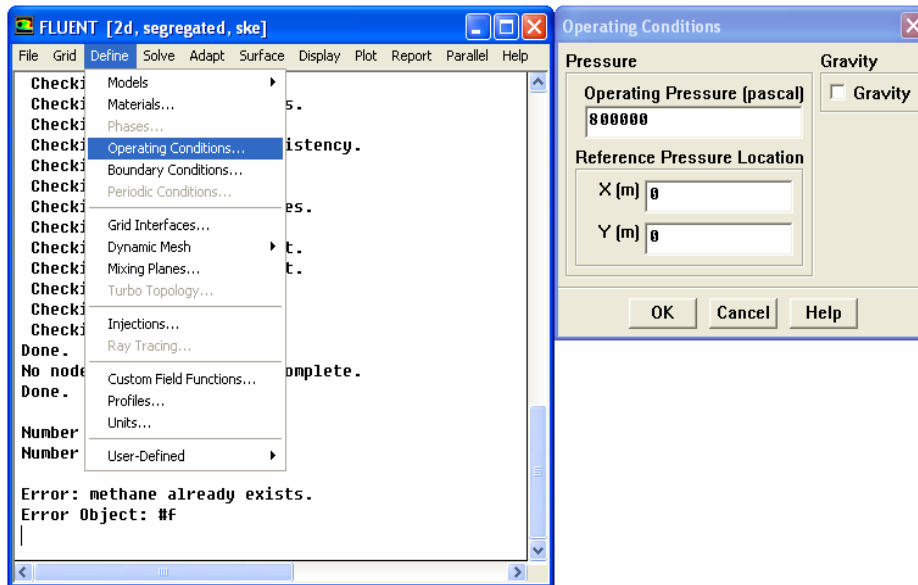 FLUENT [2d, segregated, ske]
File Grid Define Solve Adapt Surface Display Plot Report Parallel Help
Models
Materials...
Phases...
Operating Conditions...
Boundary Conditions...
Periodic Conditions...
Grid Interfaces...
Dynamic Mesh
Mixing Planes...
Turbo Topology...
Injections...
Ray Tracing...
Custom Field Functions...
Profiles...
Units...
User-Defined
Checki
Checki s.
Checki
Checki istency.
Checki
Checki
Checki es.
Checki
Checki t.
Checki t.
Checki
Checki
Checki
Done.
No node omplete.
Done.
Number
Number
Error: methane already exists.
Error Object: #f
Operating Conditions
Pressure
Operating Pressure (pascal)
800000
Reference Pressure Location
X (m) 0
Y (m) 0
Gravity
Gravity
OK Cancel Help